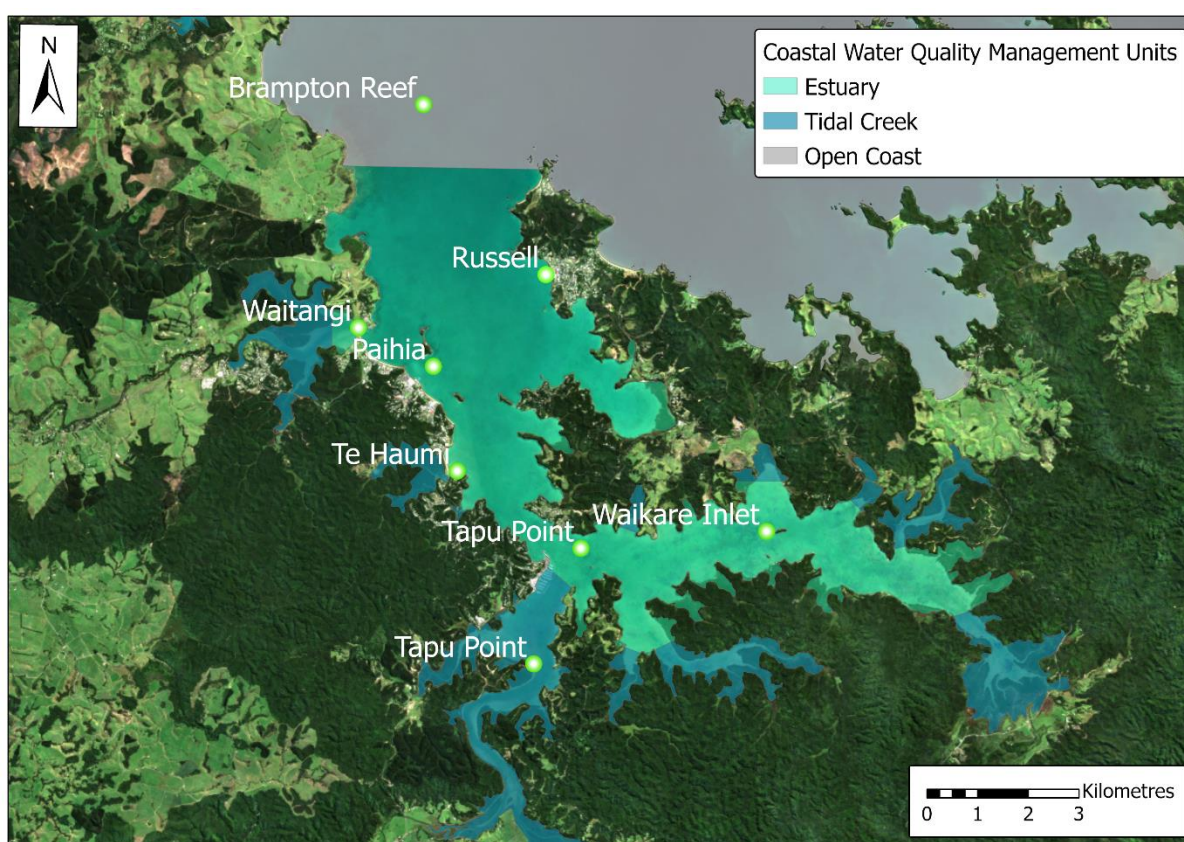 N
Coastal Water Quality Management Units
Estuary
Tidal Creek
Open Coast
Brampton Reef
Russell
Waitangi
Paihia
Te Haumi
Waikare Inlet
Tapu Point
Tapu Point
Kilometres
0 1 2 3